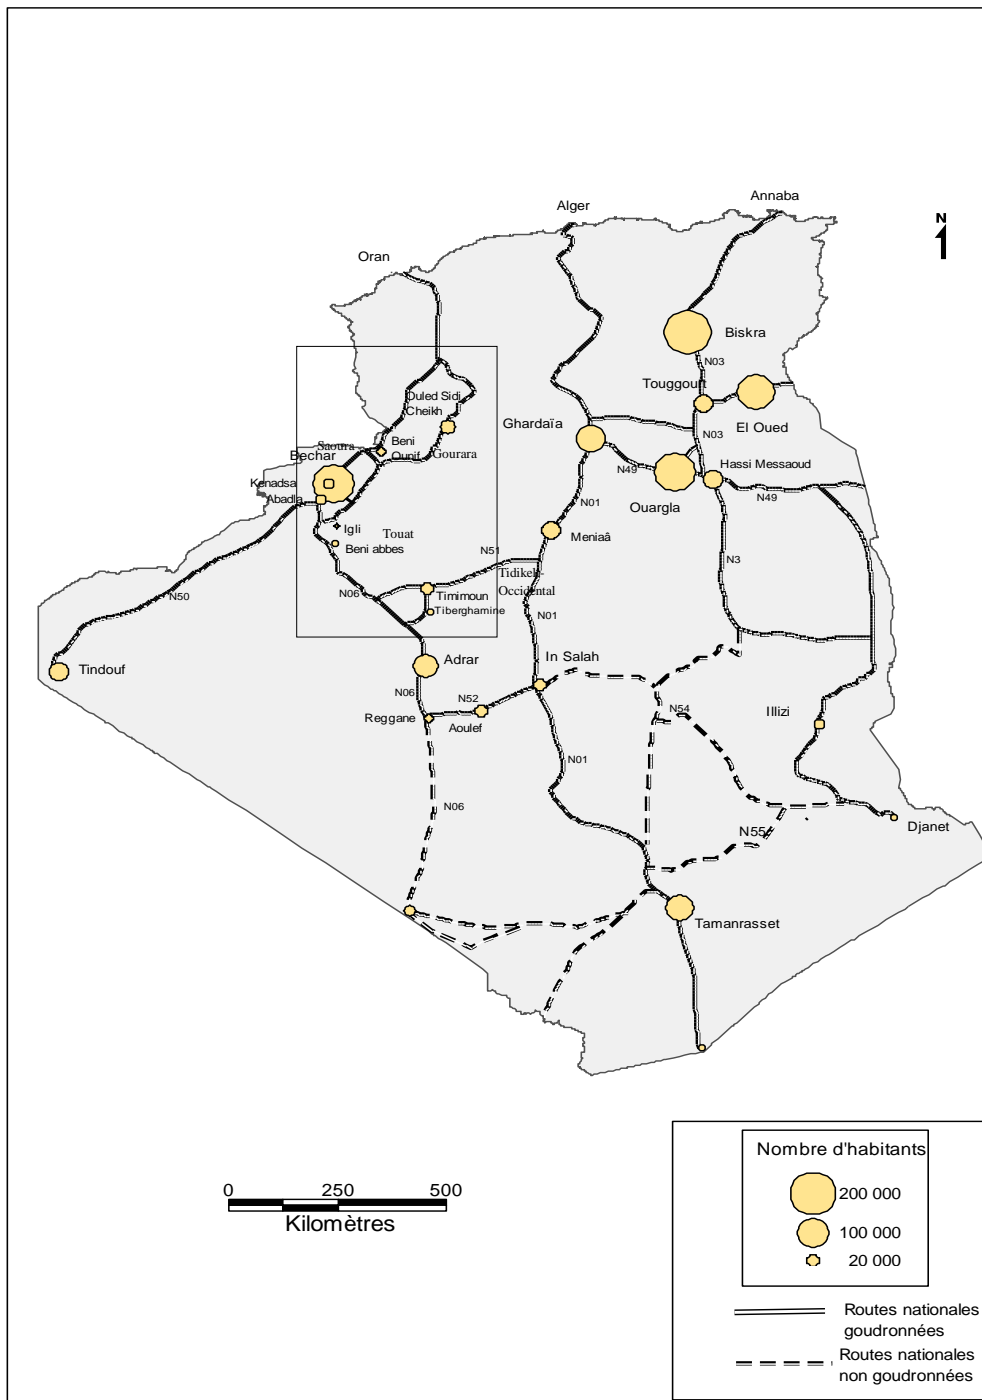 Annaba
Alger
N
Oran
Biskra
N03
Touggourt
Ouled Sidi
Cheikh
El Oued
Ghardaïa
N03
Saoura
Beni
Ounif
Gourara
Bechar
Hassi Messaoud
N49
N49
Kenadsa
Abadla
N01
Ouargla
Igli
Touat
Meniaâ
Beni abbes
N51
N3
Tidikelt-
Occidental
N50
N06
Timimoun
Tiberghamine
N01
Tindouf
Adrar
In Salah
N06
N52
Reggane
Aoulef
N54
Illizi
N01
N06
Djanet
N55
Tamanrasset
Nombre d'habitants
200 000
100 000
20 000
0 250 500
Kilomètres
Routes nationales
goudronnées
Routes nationales
non goudronnées